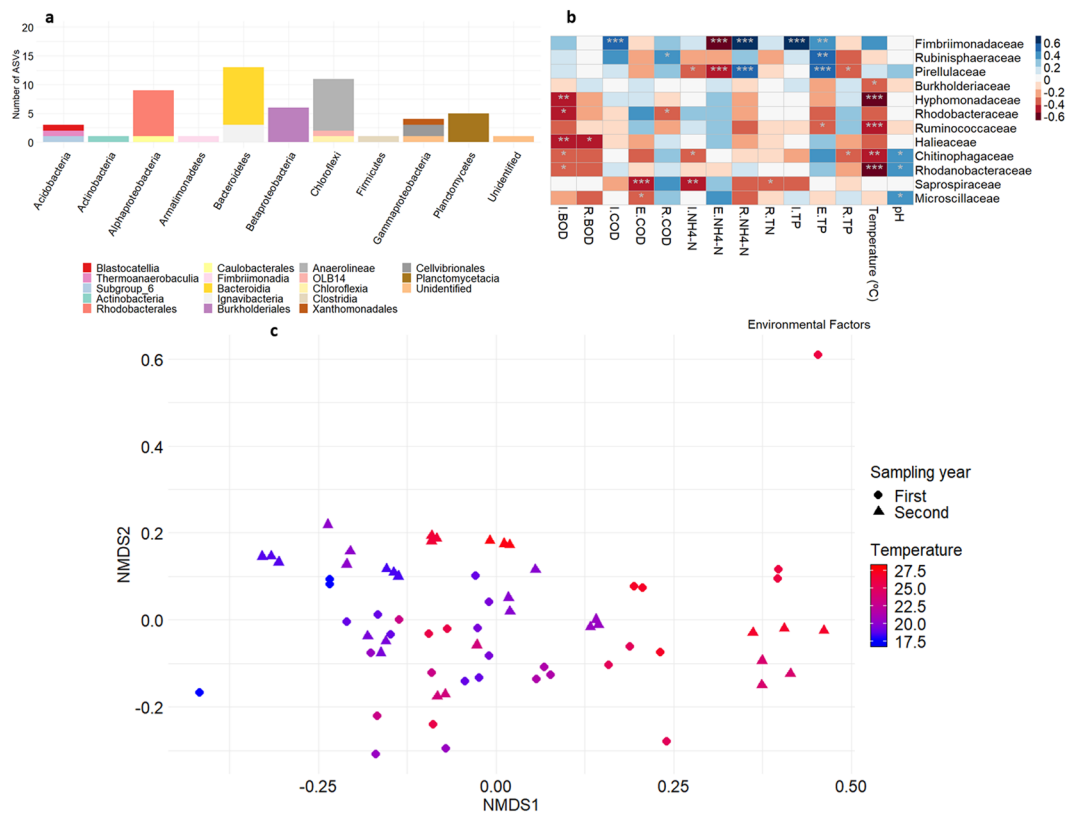 a
Number of ASVs
20
15
10
5
0
Acidobacteria
Actinobacteria
Alphaproteobacteria
Armatimonadetes
Bacteroidetes
Betaproteobacteria
Chloroflexi
Firmicutes
Gammaproteobacteria
Planctomycetes
Unidentified
Blastocatellia
Thermoanaerobaculia
Subgroup_6
Actinobacteria
Rhodobacterales
Caulobacterales
Fimbriimonadia
Bacteroidia
Ignavibacteria
Burkholderiales
Anaerolineae
OLB14
Chloroflexia
Clostridia
Xanthomonadales
Cellvibrionales
Planctomycetacia
Unidentified
b
*** *** *** *** ** Fimbriimonadaceae
* ** Rubinisphaeraceae
* *** *** *** * Pirellulaceae
* Burkholderiaceae
** *** Hyphomonadaceae
* * Rhodobacteraceae
* *** Ruminococcaceae
** * Halieaceae
* * * ** * Chitinophagaceae
* *** * Rhodanobacteraceae
*** ** * Saprospiraceae
* * Microscillaceae
I.BOD
R.BOD
I.COD
E.COD
R.COD
I.NH4-N
E.NH4-N
R.NH4-N
R.TN
I.TP
E.TP
R.TP
Temperature (ºC)
pH
0.6
0.4
0.2
0
-0.2
-0.4
-0.6
Environmental Factors
c
NMDS2
0.6
0.4
0.2
0.0
-0.2
-0.25
0.00
0.25
0.50
NMDS1
Sampling year
First
Second
Temperature
27.5
25.0
22.5
20.0
17.5